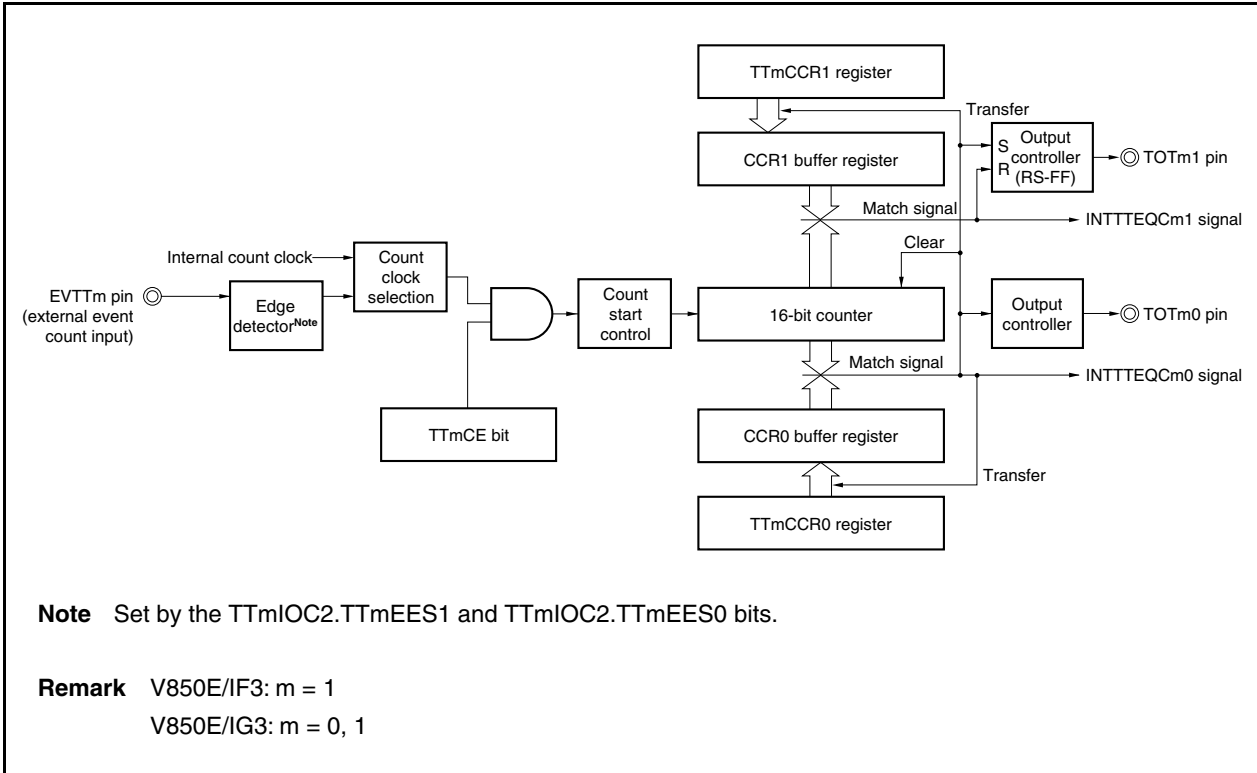 TTmCCR1 register
Transfer
CCR1 buffer register
S
R
Output
controller
(RS-FF)
TOTm1 pin
Match signal
INTTTEQCm1 signal
Internal count clock
Count
clock
selection
Clear
EVTTm pin
(external event
count input)
Edge
detectorNote
Count
start
control
16-bit counter
Output
controller
TOTm0 pin
Match signal
INTTTEQCm0 signal
TTmCE bit
CCR0 buffer register
Transfer
TTmCCR0 register
Note Set by the TTmIOC2.TTmEES1 and TTmIOC2.TTmEES0 bits.
Remark V850E/IF3: m = 1
V850E/IG3: m = 0, 1